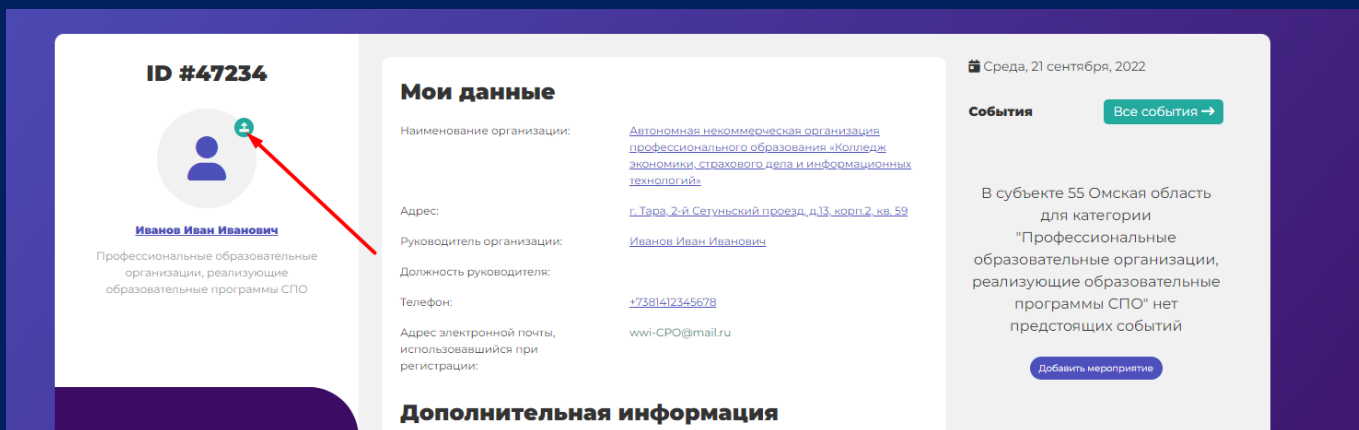 ID #47234
Иванов Иван Иванович
Профессиональные образовательные
организации, реализующие
образовательные программы СПО
Мои данные
Наименование организации:
Автономная некоммерческая организация
профессионального образования «Колледж
экономики, страхового дела и информационных
технологий»
Адрес:
г. Тара, 2-й Сетуньский проезд, д.13, корп.2, кв. 59
Руководитель организации:
Иванов Иван Иванович
Должность руководителя:
Телефон:
+7381412345678
Адрес электронной почты,
использовавшийся при
регистрации:
wwi-CPO@mail.ru
Дополнительная информация
Среда, 21 сентября, 2022
События
Все события →
В субъекте 55 Омская область
для категории
"Профессиональные
образовательные организации,
реализующие образовательные
программы СПО" нет
предстоящих событий
Добавить мероприятие